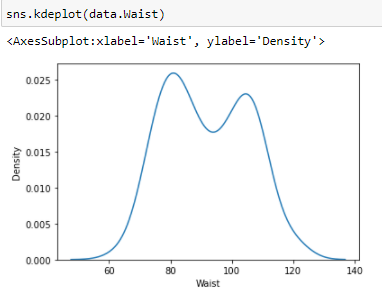 sns.kdeplot(data.Waist)
<AxesSubplot:xlabel='Waist', ylabel='Density'>
0.025
0.020
0.015
0.010
0.005
0.000
Density
60 80 100 120 140
Waist